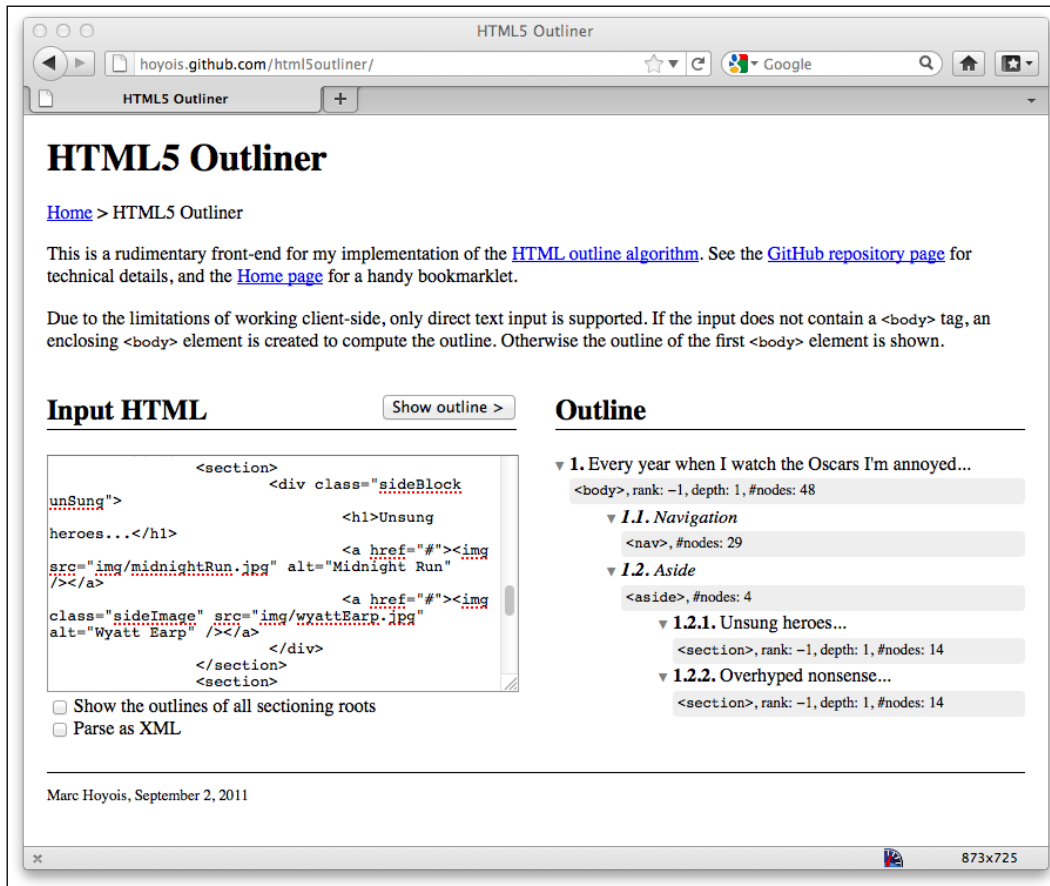 HTML5 Outliner
hoyois.github.com/html5outliner/
Google
HTML5 Outliner
HTML5 Outliner
Home > HTML5 Outliner
This is a rudimentary front-end for my implementation of the HTML outline algorithm. See the GitHub repository page for
technical details, and the Home page for a handy bookmarklet.
Due to the limitations of working client-side, only direct text input is supported. If the input does not contain a <body> tag, an
enclosing <body> element is created to compute the outline. Otherwise the outline of the first <body> element is shown.
Input HTML
Show outline >
<section>
<div class="sideBlock
unSung">
<h1>Unsung
heroes...</h1>
<a href="#"><img
src="img/midnightRun.jpg" alt="Midnight Run"
/></a>
<a href="#"><img
class="sideImage" src="img/wyattEarp.jpg"
alt="Wyatt Earp" /></a>
</div>
</section>
<section>
Show the outlines of all sectioning roots
Parse as XML
Outline
1. Every year when I watch the Oscars I'm annoyed...
<body>, rank: −1, depth: 1, #nodes: 48
1.1. Navigation
<nav>, #nodes: 29
1.2. Aside
<aside>, #nodes: 4
1.2.1. Unsung heroes...
<section>, rank: −1, depth: 1, #nodes: 14
1.2.2. Overhyped nonsense...
<section>, rank: −1, depth: 1, #nodes: 14
Marc Hoyois, September 2, 2011
873x725